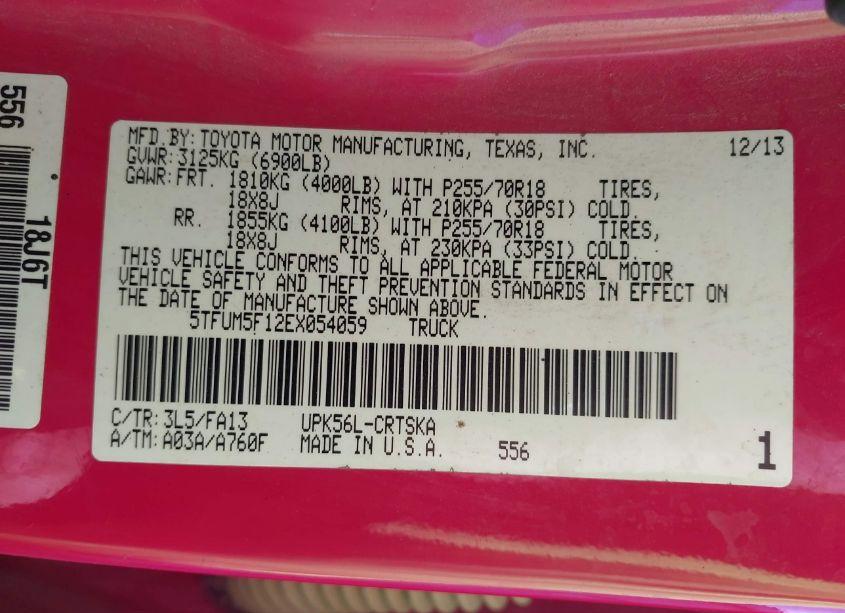 556
18J6T
MFD.BY:TOYOTA MOTOR MANUFACTURING, TEXAS, INC. 12/13
GVWR:3125KG (6900LB)
GAWR:FRT. 1810KG (4000LB) WITH P255/70R18 TIRES,
18X8J RIMS, AT 210KPA (30PSI) COLD.
RR. 1855KG (4100LB) WITH P255/70R18 TIRES,
18X8J RIMS, AT 230KPA (33PSI) COLD.
THIS VEHICLE CONFORMS TO ALL APPLICABLE FEDERAL MOTOR
VEHICLE SAFETY AND THEFT PREVENTION STANDARDS IN EFFECT ON
THE DATE OF MANUFACTURE SHOWN ABOVE.
5TFUM5F12EX054059 TRUCK
C/TR:3L5/FA13 UPK56L-CRTSKA
A/TM:A03A/A760F MADE IN U.S.A. 556 1